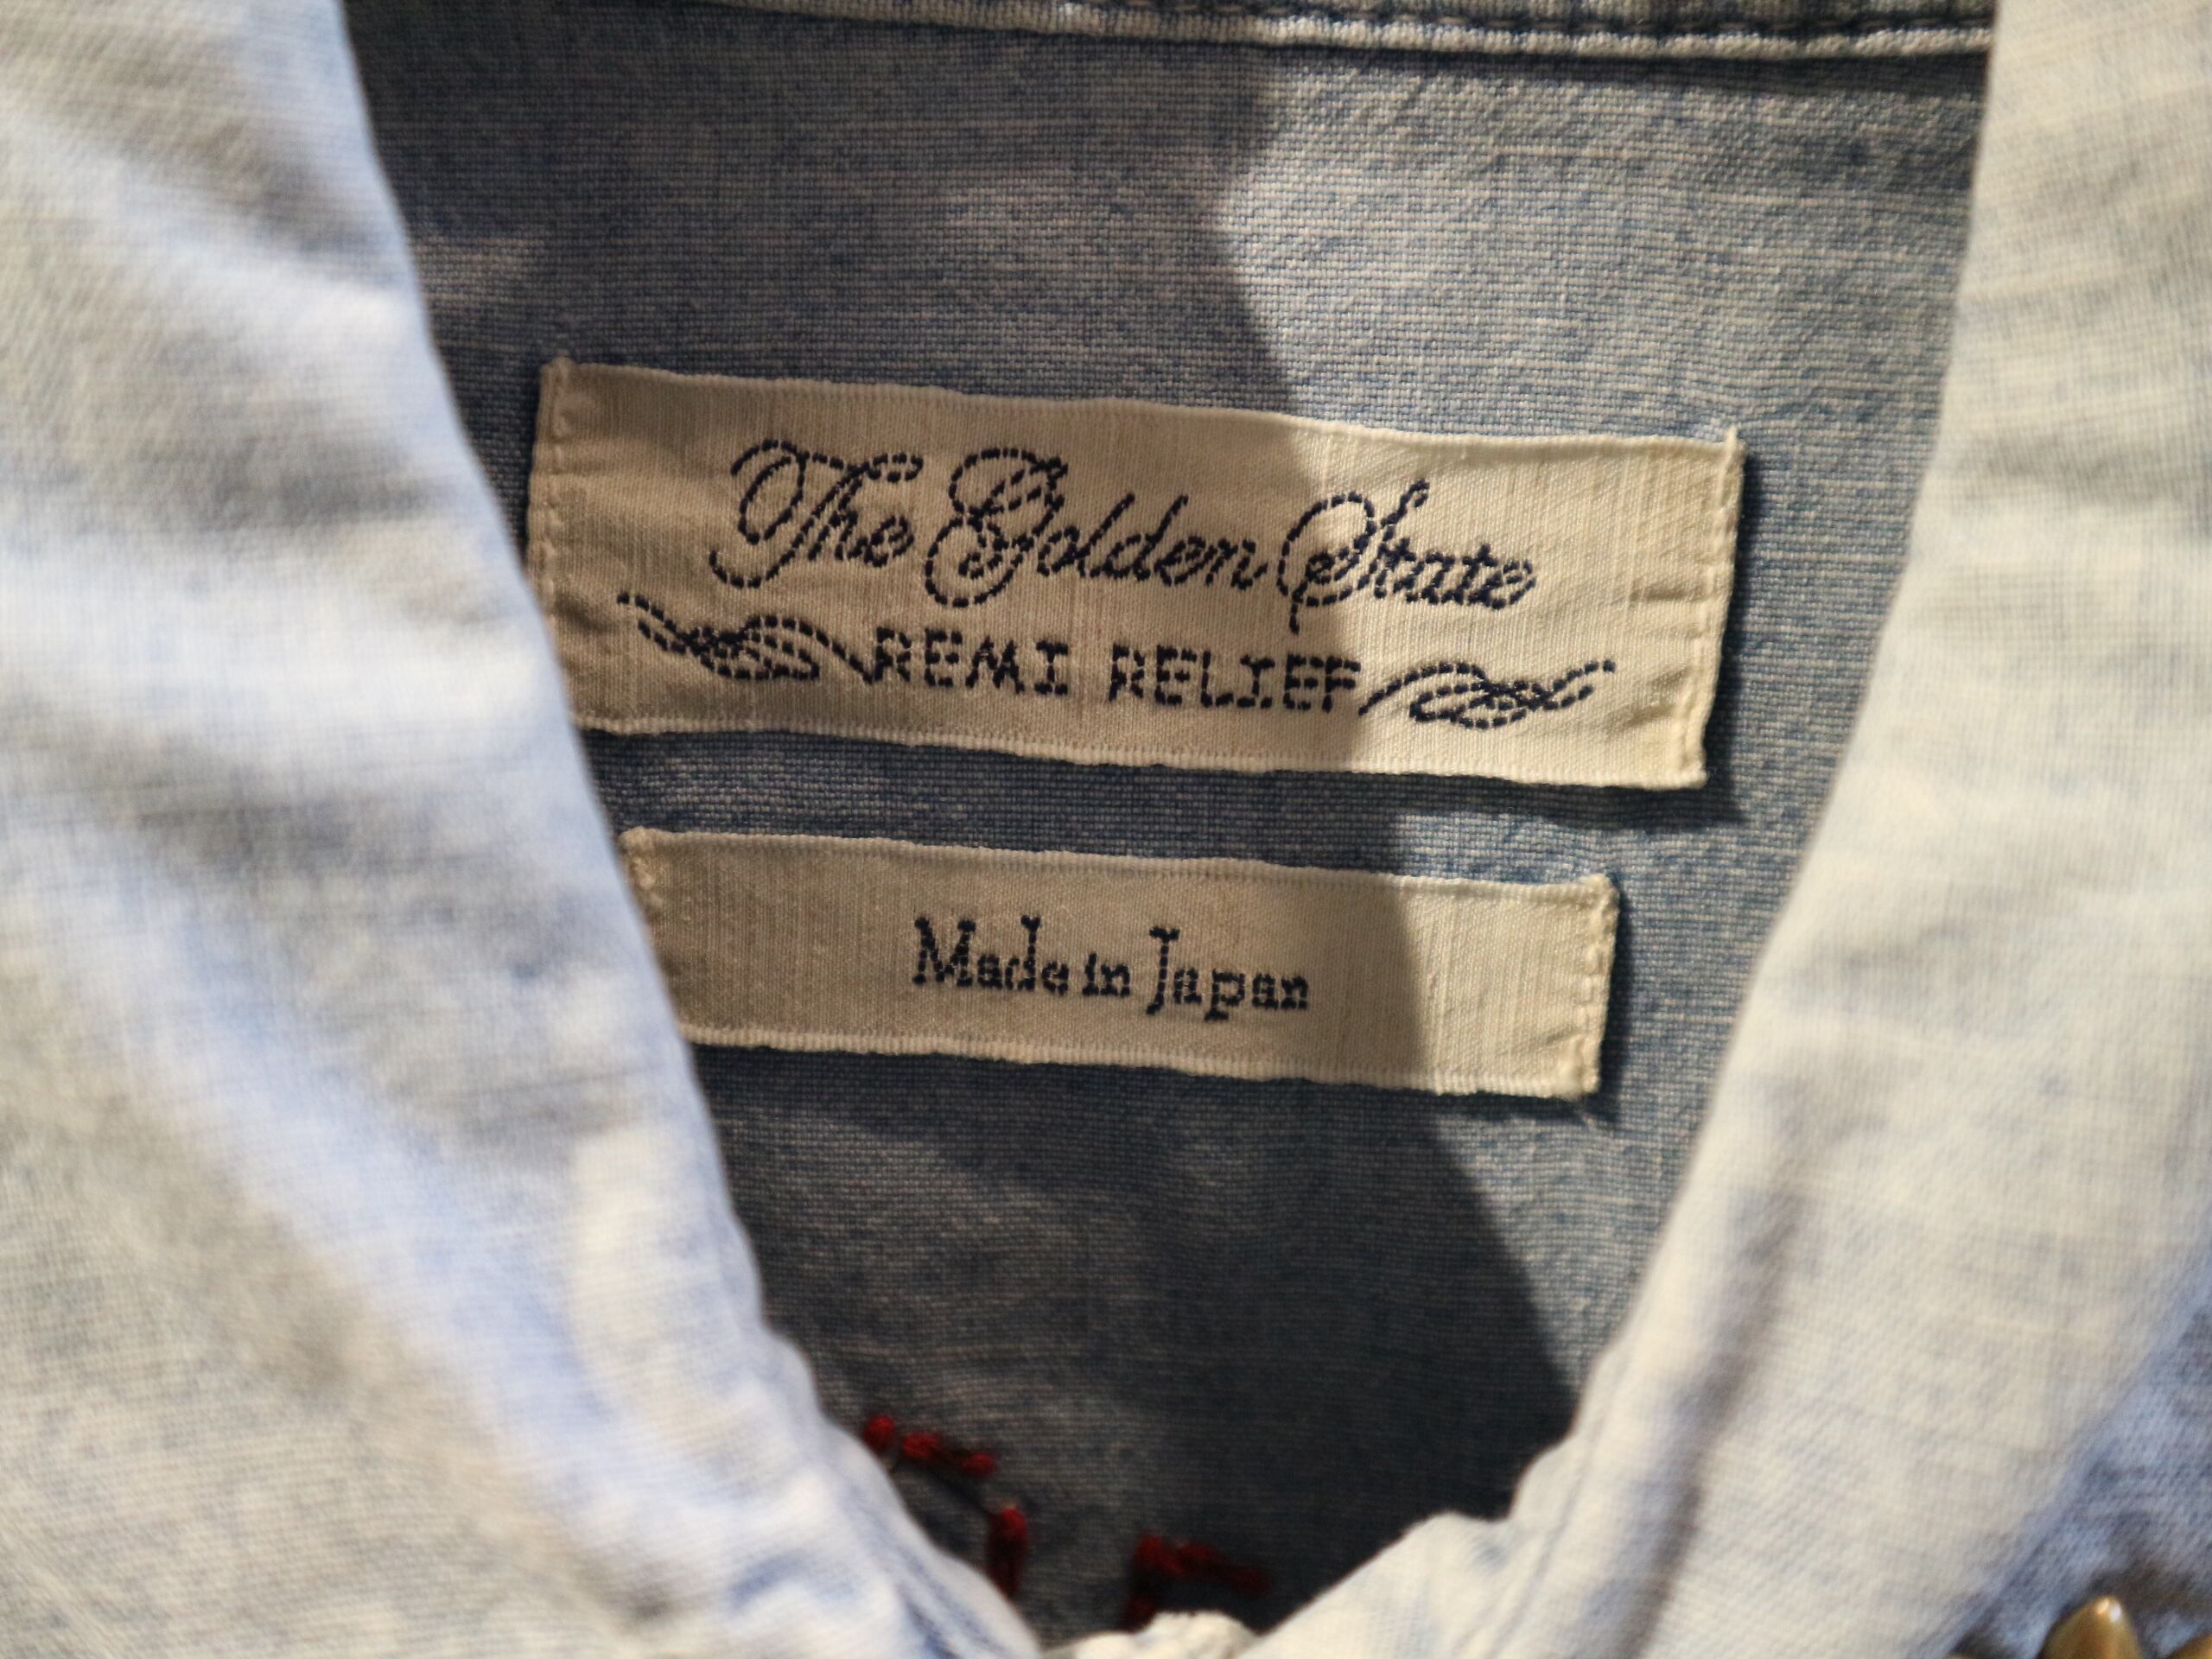 The Golden State
REMI RELIEF
Made in Japan